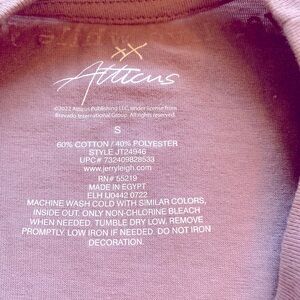 XX
Atticus
©2022 Atticus Publishing LLC, under license from
Bravado International Group. All rights reserved.
S
60% COTTON / 40% POLYESTER
STYLE JT24946
UPC# 732409828533
www.jerryleigh.com
RN# 55219
MADE IN EGYPT
ELH U0442 0722
MACHINE WASH COLD WITH SIMILAR COLORS,
INSIDE OUT. ONLY NON-CHLORINE BLEACH
WHEN NEEDED. TUMBLE DRY LOW. REMOVE
PROMPTLY. LOW IRON IF NEEDED. DO NOT IRON
DECORATION.